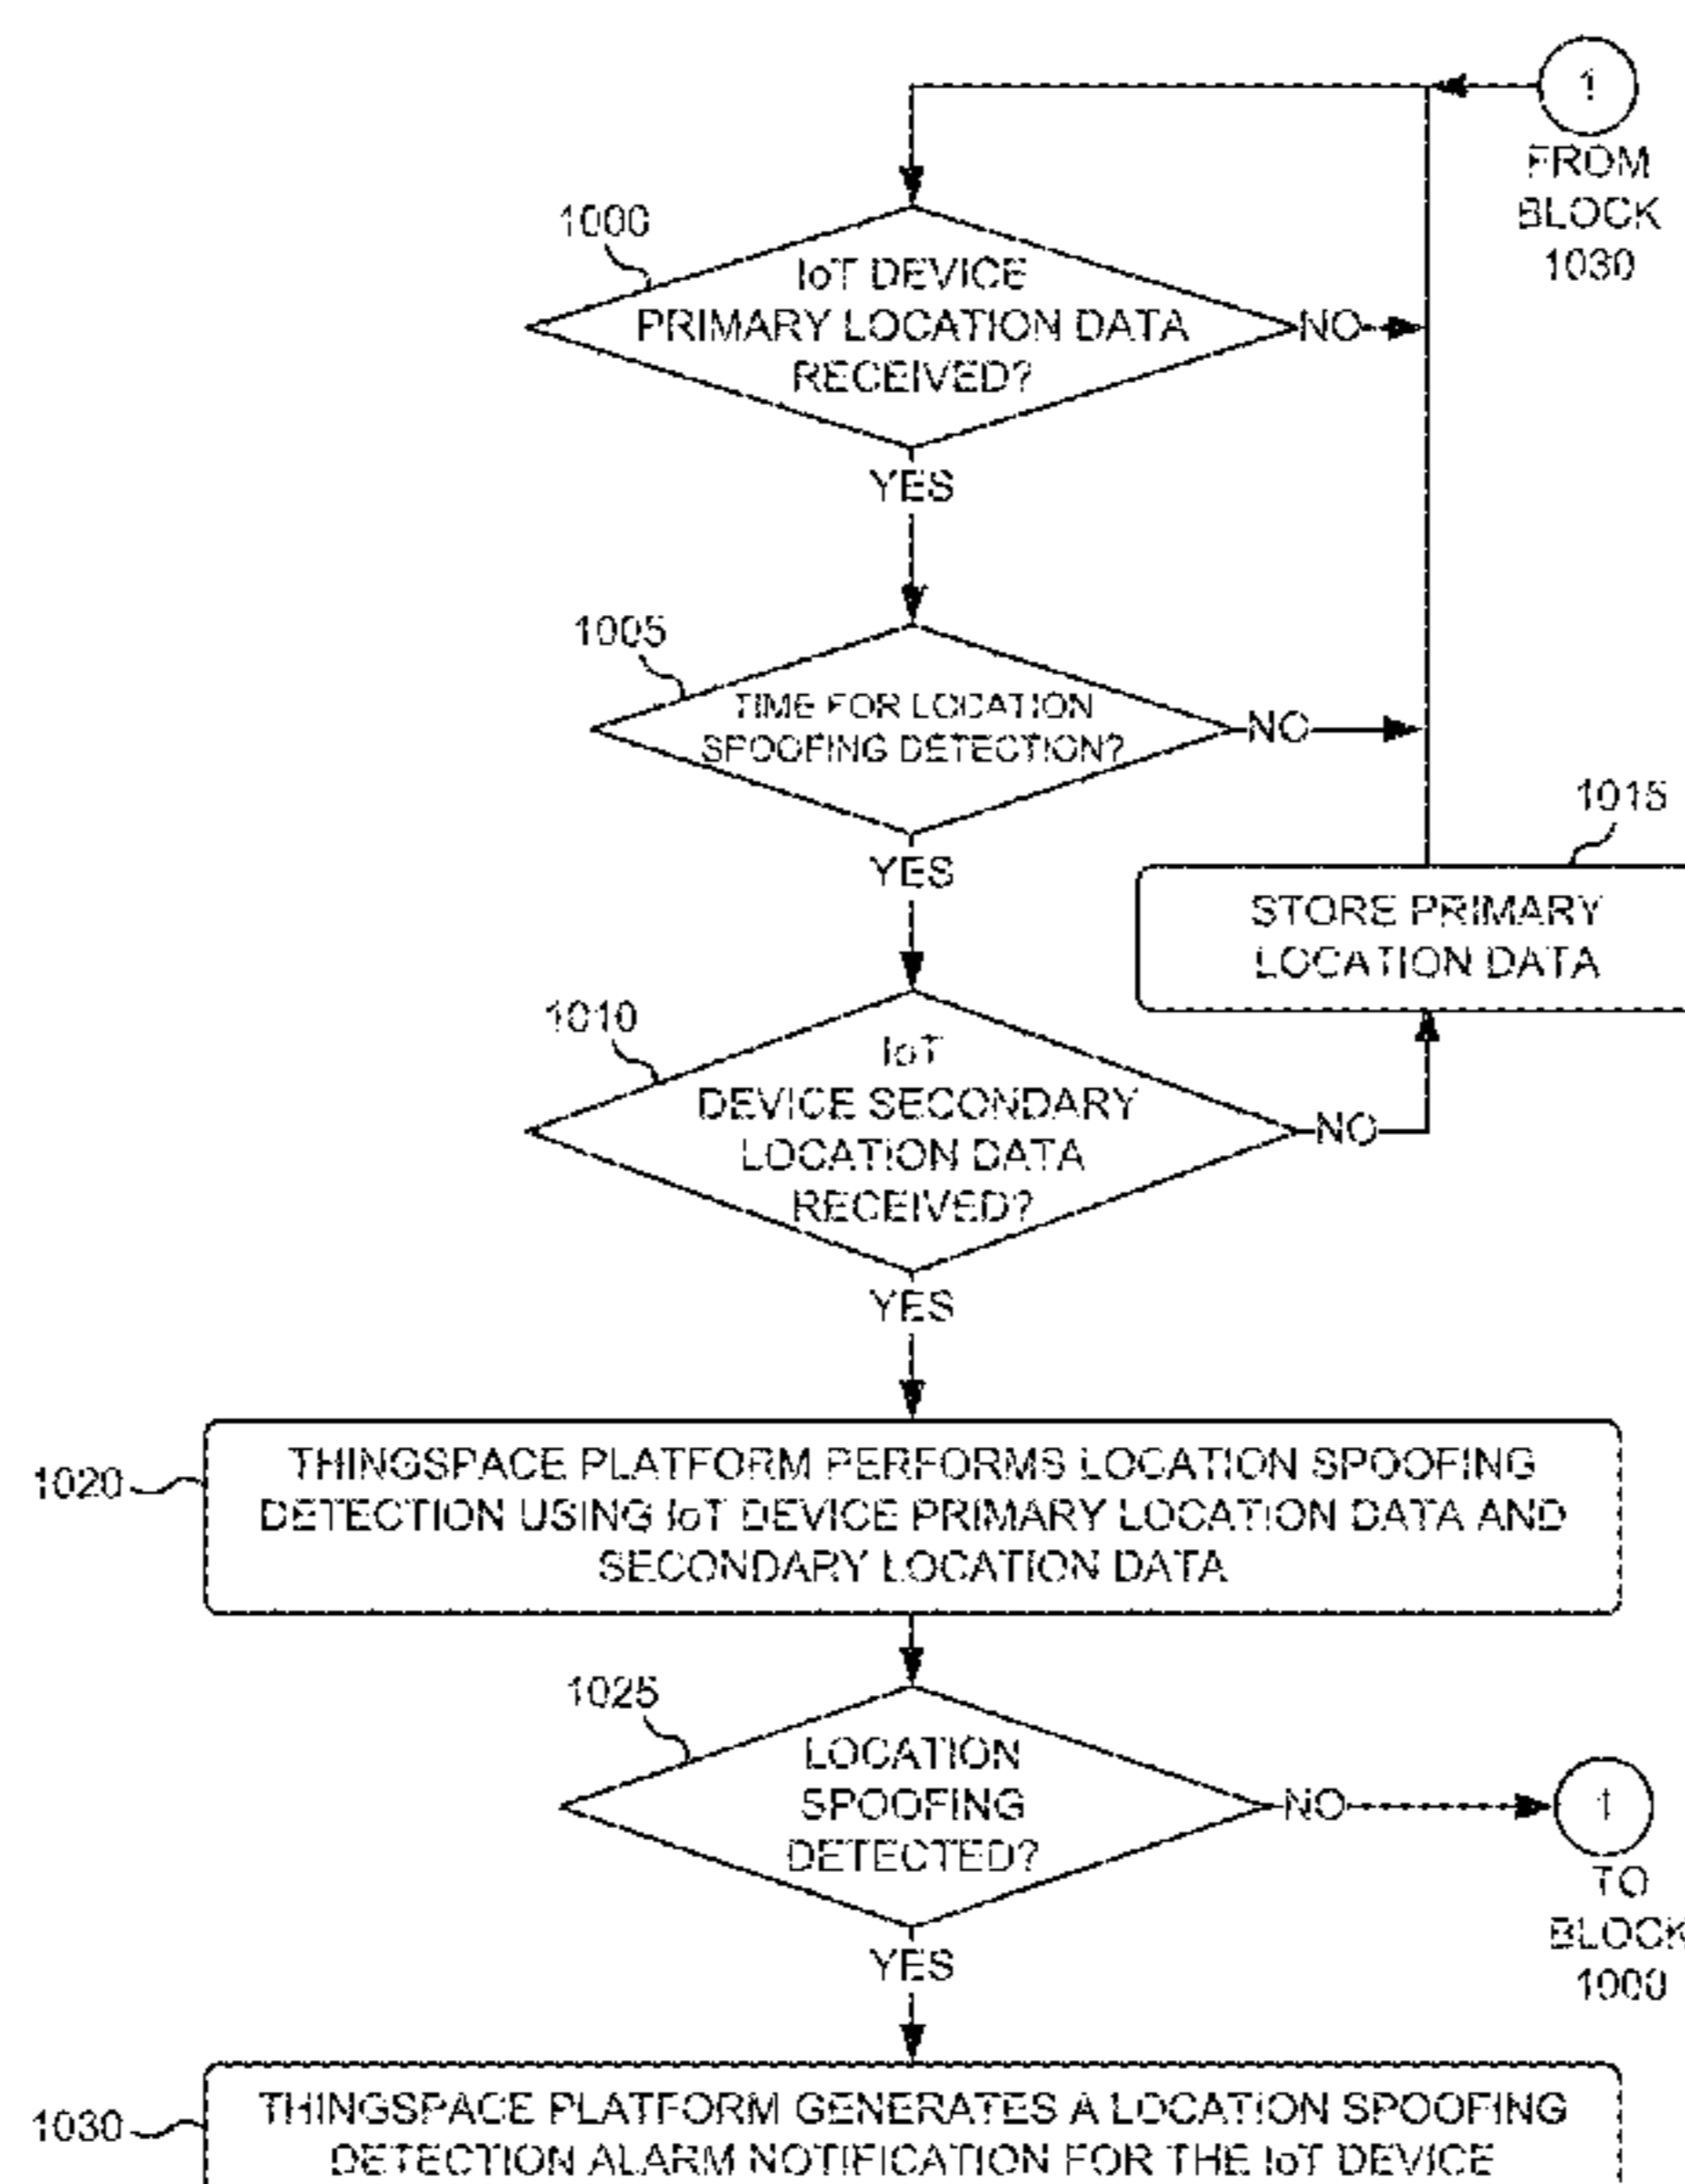 1
FROM
BLOCK
1030
1000
IoT DEVICE
PRIMARY LOCATION DATA
RECEIVED?
NO
YES
1005
TIME FOR LOCATION
SPOOFING DETECTION?
NO
YES
1015
STORE PRIMARY
LOCATION DATA
1010
IoT
DEVICE SECONDARY
LOCATION DATA
RECEIVED?
NO
YES
1020
THINGSPACE PLATFORM PERFORMS LOCATION SPOOFING
DETECTION USING IoT DEVICE PRIMARY LOCATION DATA AND
SECONDARY LOCATION DATA
1025
LOCATION
SPOOFING
DETECTED?
NO
1
TO
BLOCK
1000
YES
1030
THINGSPACE PLATFORM GENERATES A LOCATION SPOOFING
DETECTION ALARM NOTIFICATION FOR THE IoT DEVICE